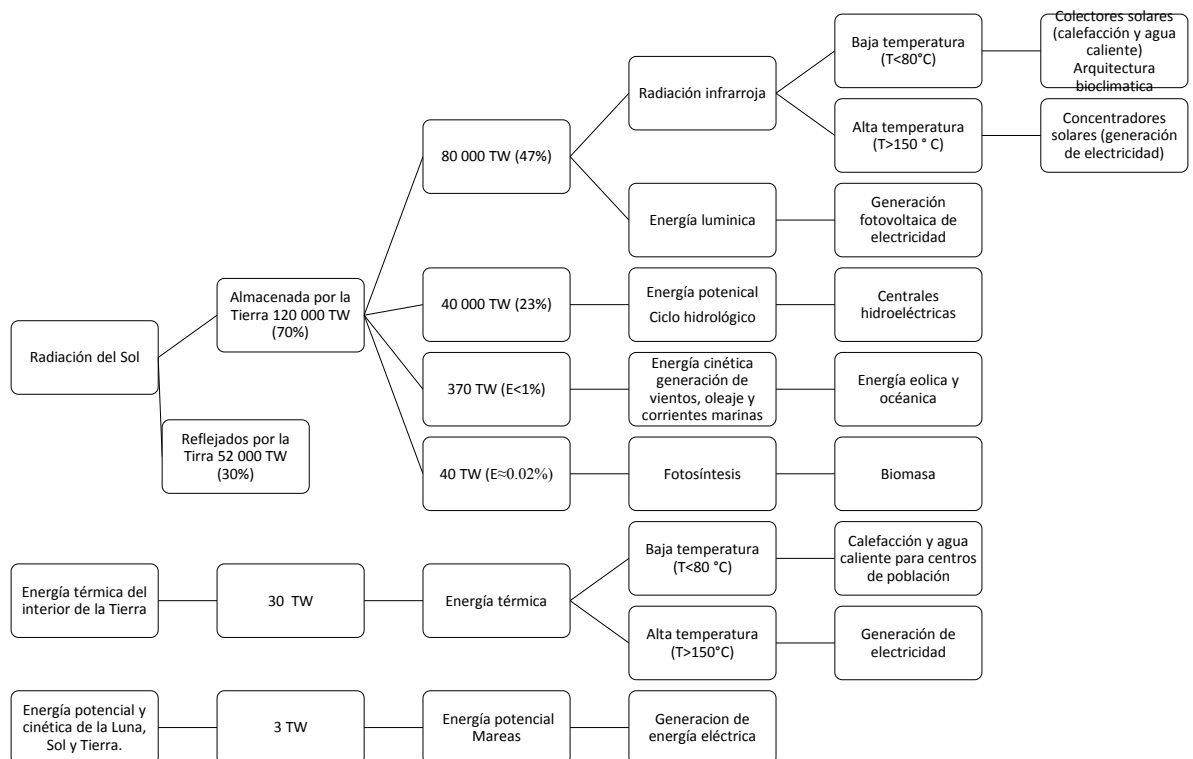 Radiación del Sol
Almacenada por la
Tierra 120 000 TW
(70%)
80 000 TW (47%)
Radiación infrarroja
Baja temperatura
(T<80°C)
Colectores solares
(calefacción y agua
caliente)
Arquitectura
bioclimatica
Alta temperatura
(T>150 ° C)
Concentradores
solares (generación
de electricidad)
Energía luminica
Generación
fotovoltaica de
electricidad
40 000 TW (23%)
Energía potenical
Ciclo hidrológico
Centrales
hidroeléctricas
370 TW (E<1%)
Energía cinética
generación de
vientos, oleaje y
corrientes marinas
Energía eolica y
océanica
40 TW (E≈0.02%)
Fotosíntesis
Biomasa
Reflejados por la
Tirra 52 000 TW
(30%)
Energía térmica del
interior de la Tierra
30 TW
Energía térmica
Baja temperatura
(T<80 °C)
Calefacción y agua
caliente para centros
de población
Alta temperatura
(T>150°C)
Generación de
electricidad
Energía potencial y
cinética de la Luna,
Sol y Tierra.
3 TW
Energía potencial
Mareas
Generacion de
energía eléctrica